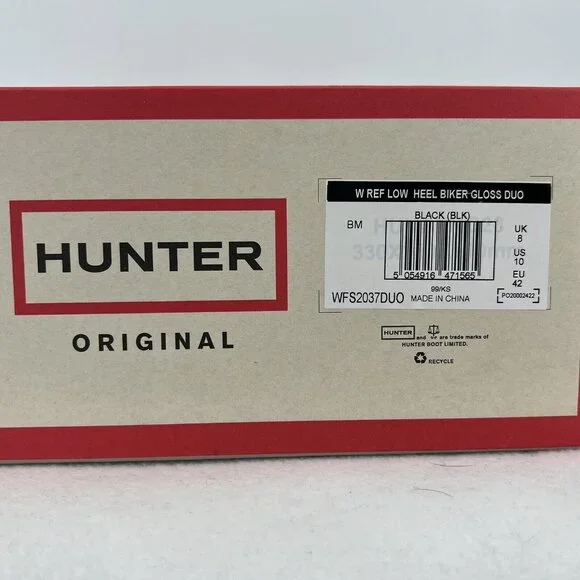 HUNTER
ORIGINAL
W REF LOW HEEL BIKER GLOSS DUO
BM
BLACK (BLK)
5 054916 471565
99/KS
WFS2037DUO MADE IN CHINA
UK
8
US
10
EU
42
PO20002422
HUNTER and are trade marks of
HUNTER BOOT LIMITED.
RECYCLE